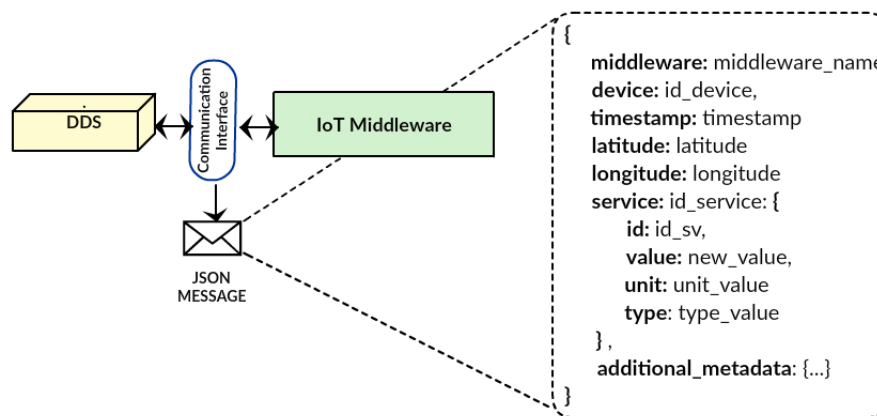 DDS
Communication
Interface
IoT Middleware
JSON
MESSAGE
{
middleware: middleware_name
device: id_device,
timestamp: timestamp
latitude: latitude
longitude: longitude
service: id_service: {
id: id_sv,
value: new_value,
unit: unit_value
type: type_value
} ,
additional_metadata: {...}
}